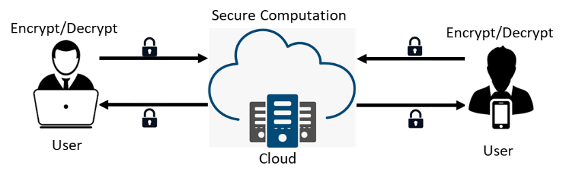 Secure Computation
Encrypt/Decrypt
Encrypt/Decrypt
User
Cloud
User